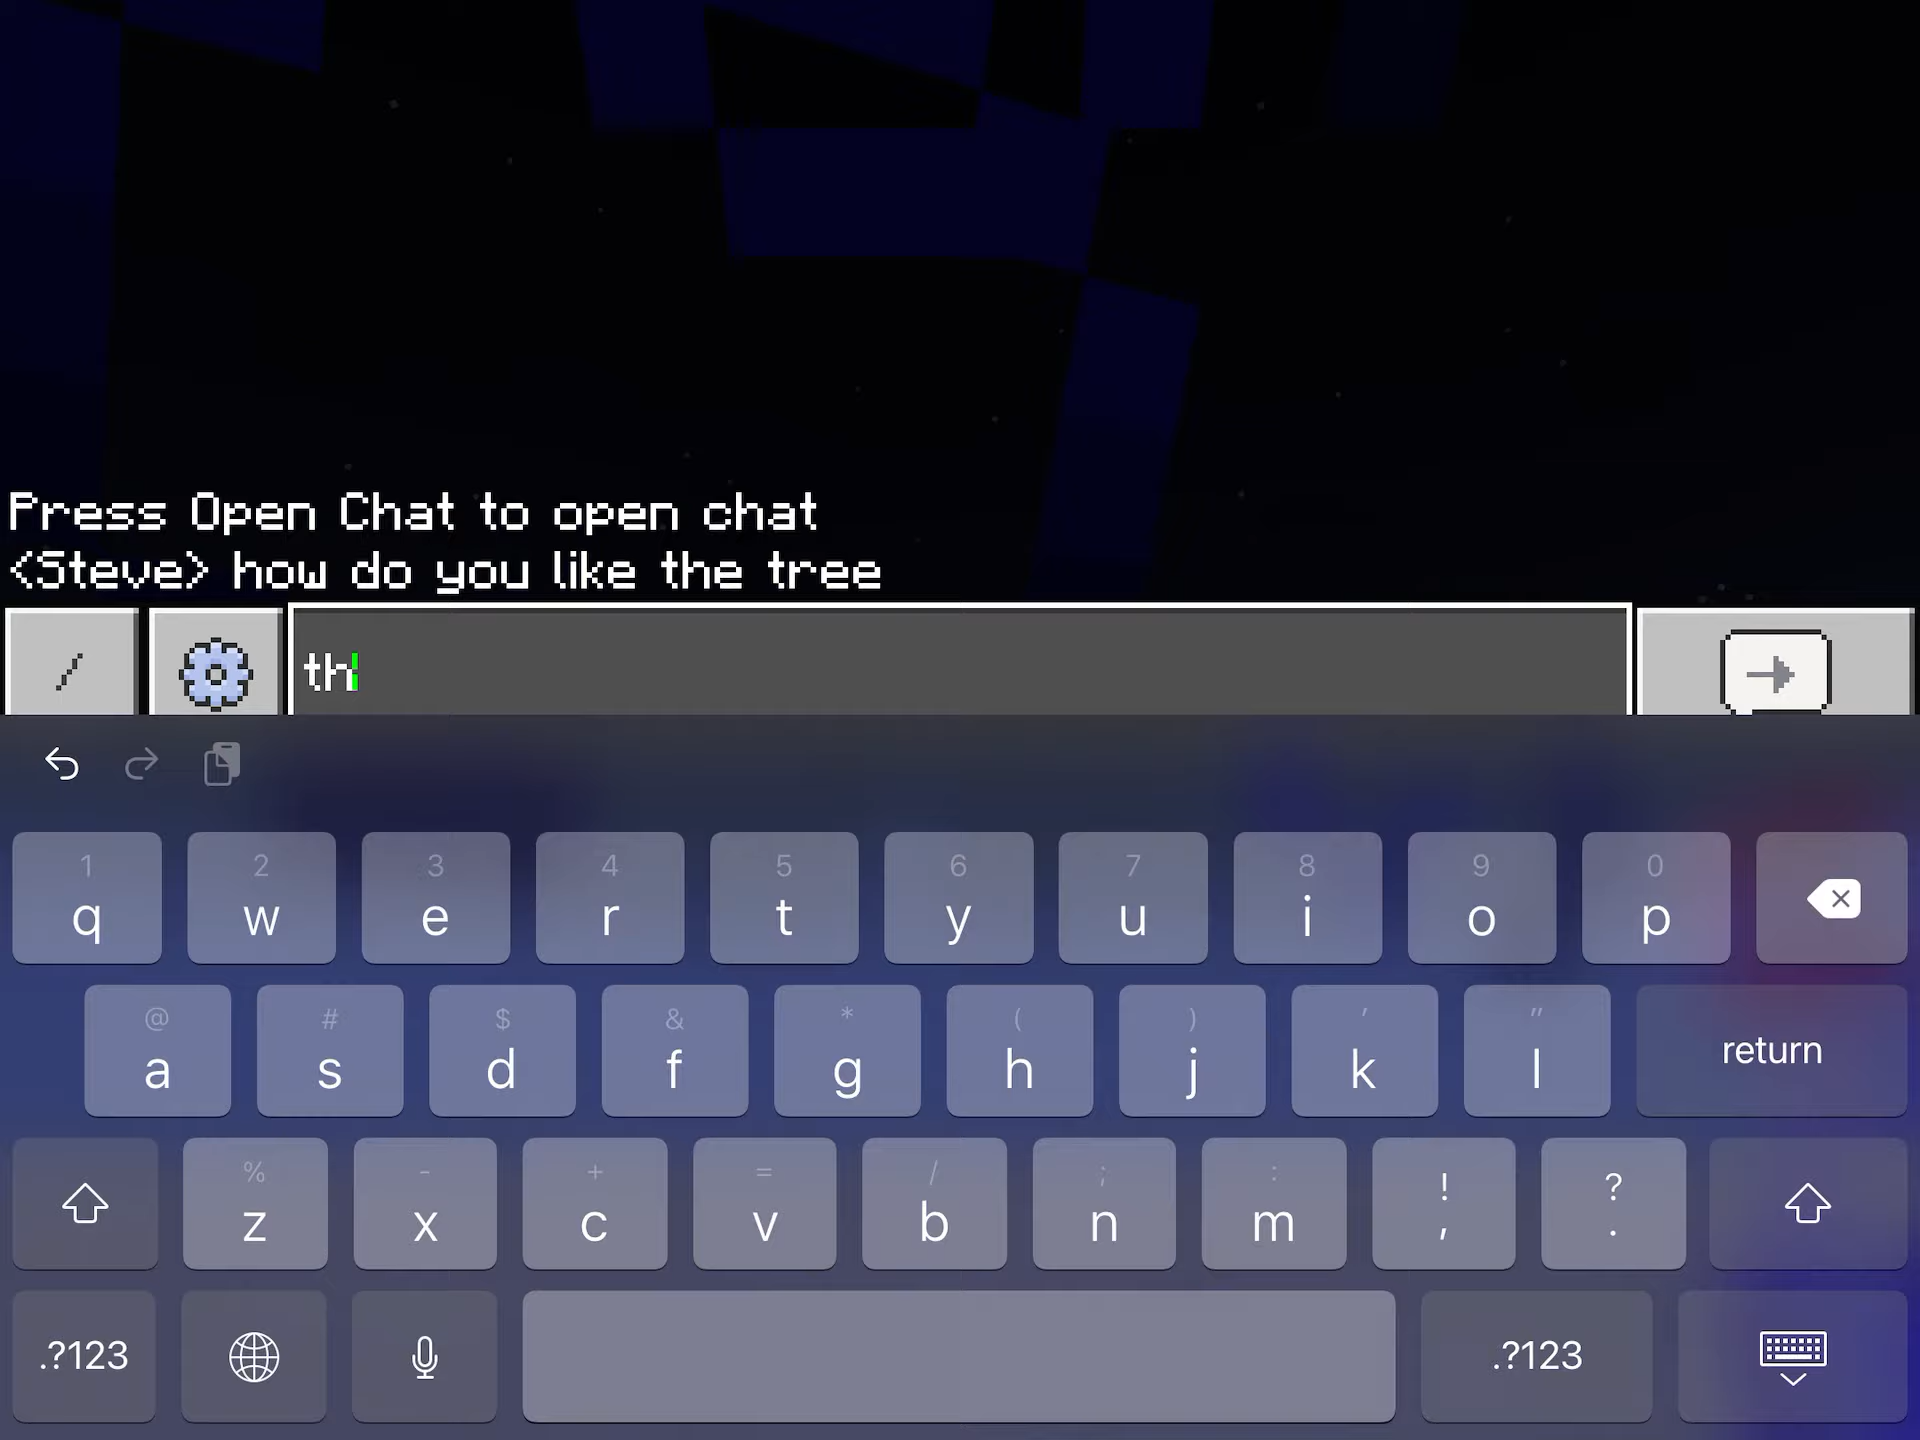 Press Open Chat to open chat
<Steve> how do you like the tree
/
th
1 2 3 4 5 6 7 8 9 0
q w e r t y u i o p
@ # $ & * ( ) ' "
a s d f g h j k l return
% - + = / ; : ! ?
z x c v b n m , .
.?123 .?123